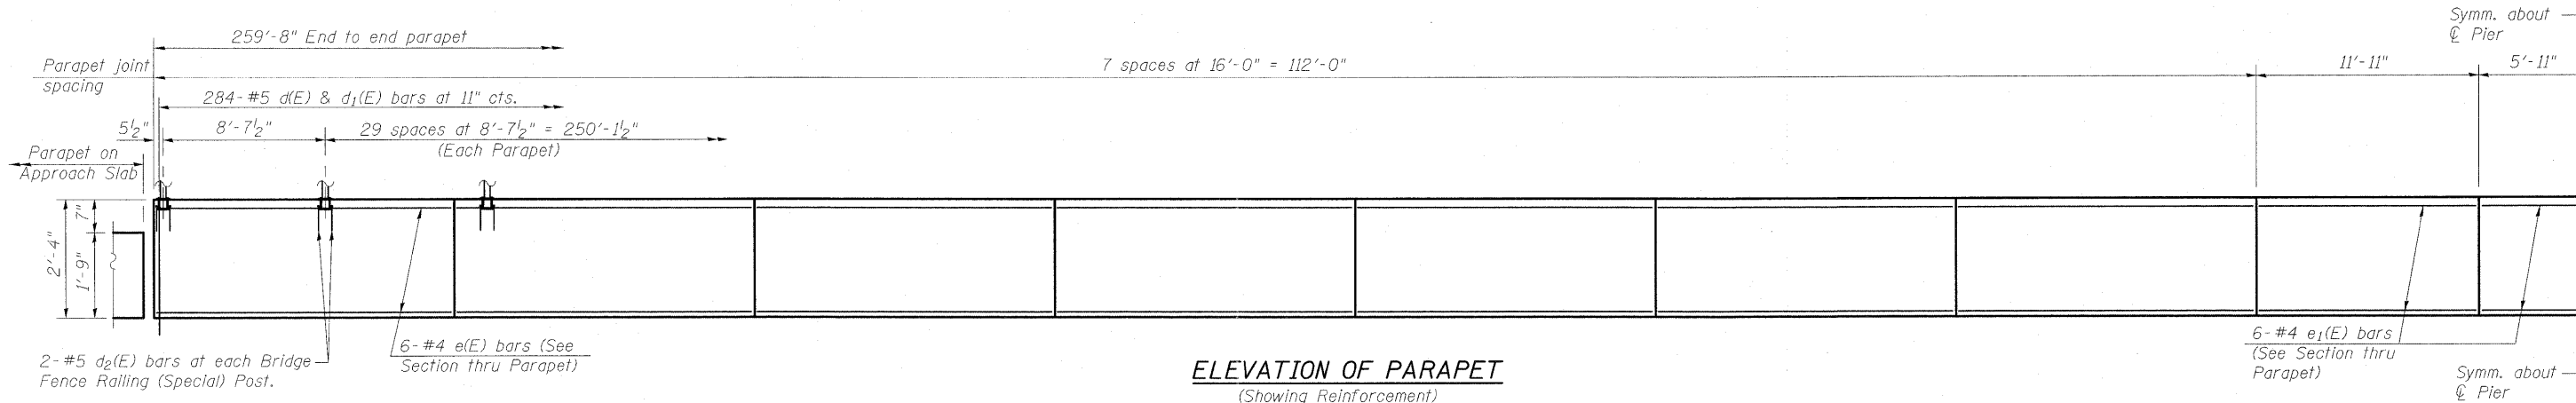 Symm. about
℄ Pier
259'-8" End to end parapet
Parapet joint
spacing
7 spaces at 16'-0" = 112'-0"
11'-11"
5'-11"
284-#5 d(E) & d₁(E) bars at 11" cts.
5½"
8'-7½"
29 spaces at 8'-7½" = 250'-1½"
(Each Parapet)
Parapet on
Approach Slab
7"
2'-4"
1'-9"
2-#5 d₂(E) bars at each Bridge
Fence Railing (Special) Post.
6-#4 e(E) bars (See
Section thru Parapet)
ELEVATION OF PARAPET
(Showing Reinforcement)
6-#4 e₁(E) bars
(See Section thru
Parapet)
Symm. about
℄ Pier